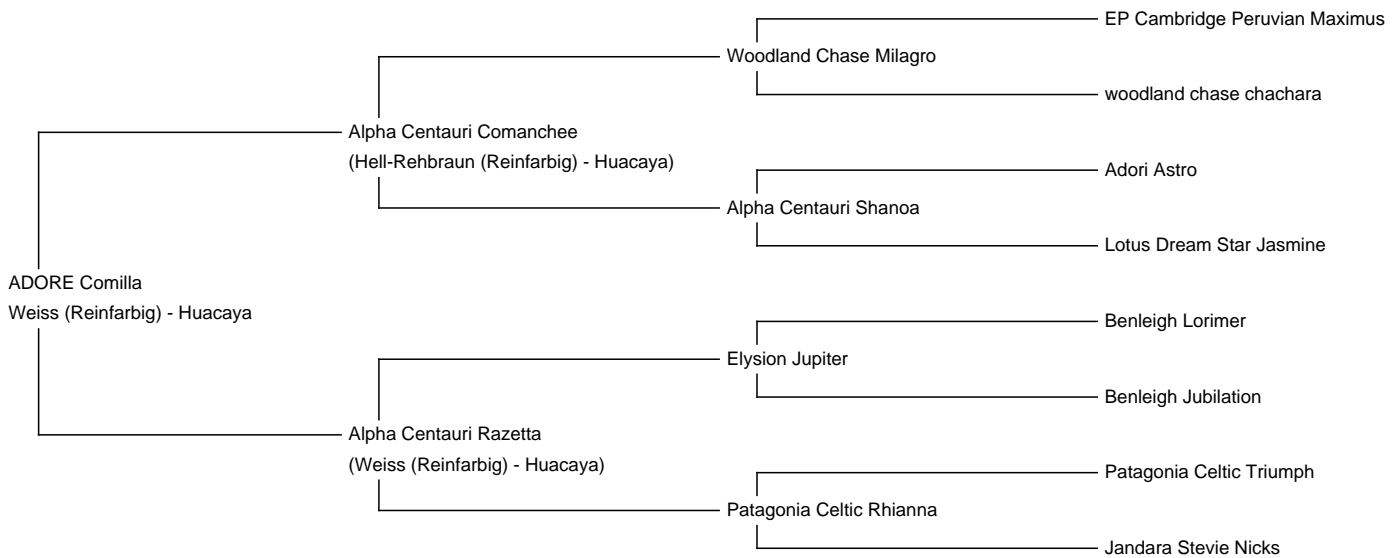 EP Cambridge Peruvian Maximus
Woodland Chase Milagro
woodland chase chachara
Alpha Centauri Comanchee
(Hell-Rehbraun (Reinfarbig) - Huacaya)
Adori Astro
Alpha Centauri Shanoa
Lotus Dream Star Jasmine
ADORE Comilla
Weiss (Reinfarbig) - Huacaya
Benleigh Lorimer
Elysion Jupiter
Benleigh Jubilation
Alpha Centauri Razetta
(Weiss (Reinfarbig) - Huacaya)
Patagonia Celtic Triumph
Patagonia Celtic Rhianna
Jandara Stevie Nicks